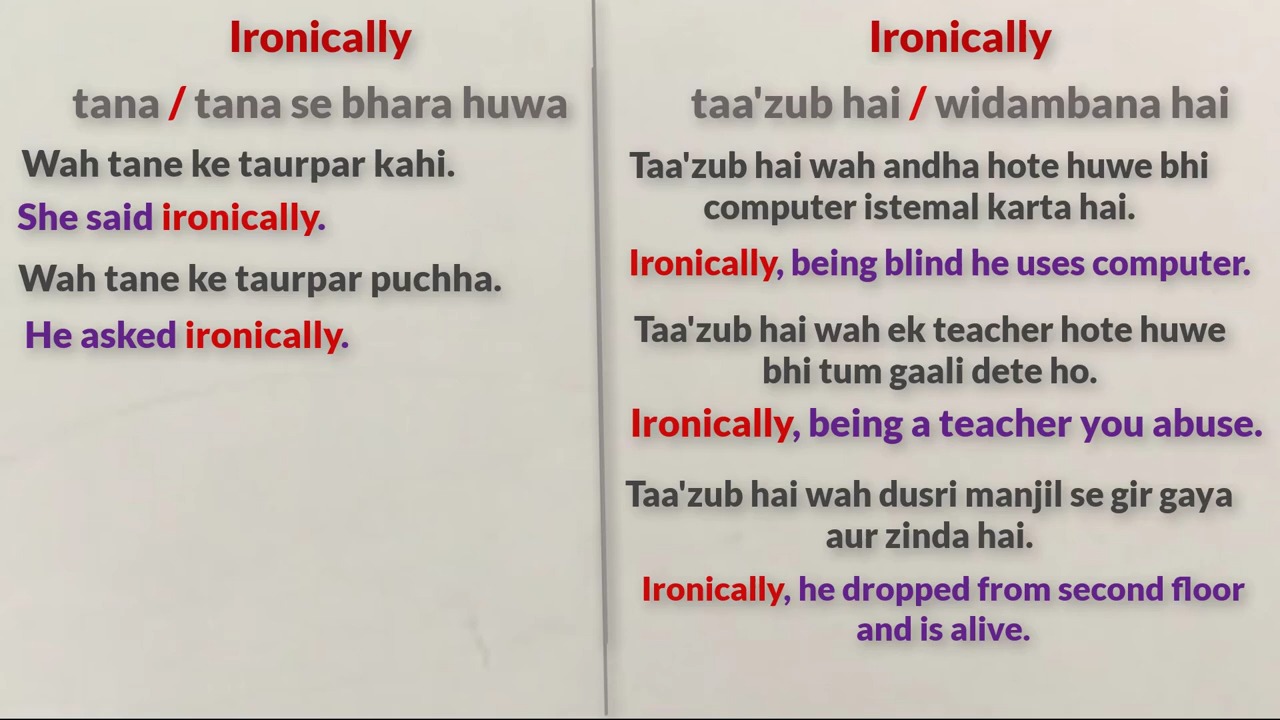 Ironically
tana / tana se bhara huwa
Wah tane ke taurpar kahi.
She said ironically.
Wah tane ke taurpar puchha.
He asked ironically.
Ironically
taa'zub hai / widambana hai
Taa'zub hai wah andha hote huwe bhi
computer istemal karta hai.
Ironically, being blind he uses computer.
Taa'zub hai wah ek teacher hote huwe
bhi tum gaali dete ho.
Ironically, being a teacher you abuse.
Taa'zub hai wah dusri manjil se gir gaya
aur zinda hai.
Ironically, he dropped from second floor
and is alive.